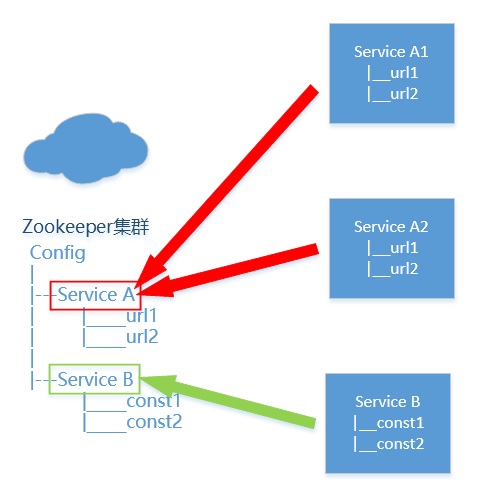 Zookeeper集群
Config
|
|---Service A
| |____url1
| |____url2
|
|---Service B
|____const1
|____const2
Service A1
|__url1
|__url2
Service A2
|__url1
|__url2
Service B
|__const1
|__const2